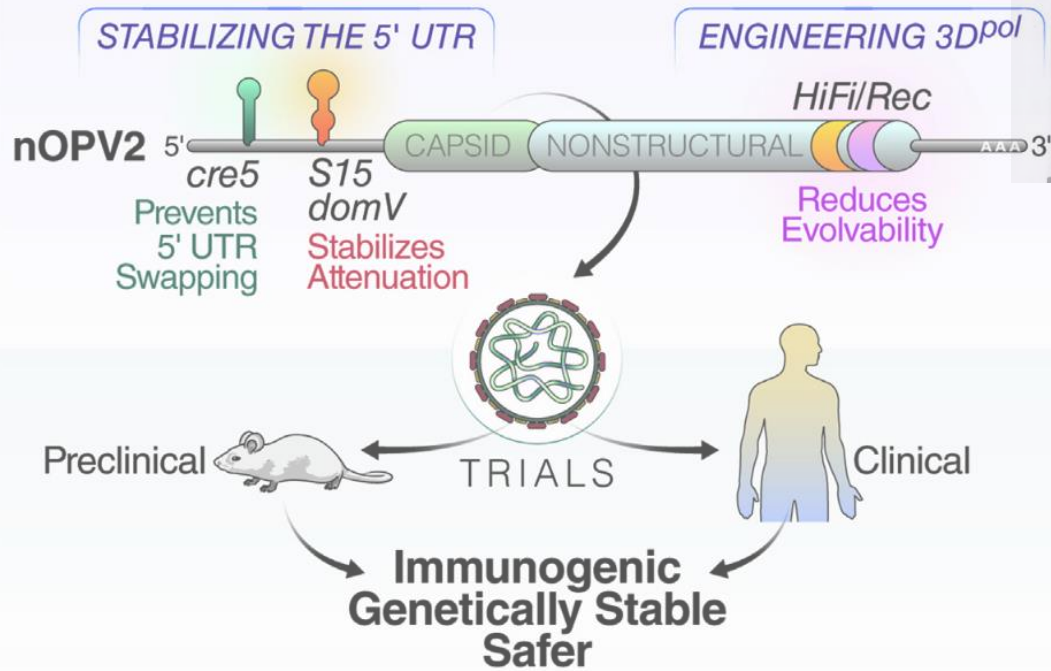 STABILIZING THE 5' UTR
ENGINEERING 3Dpol
HiFi/Rec
nOPV2 5'
CAPSID
NONSTRUCTURAL
AAA 3'
cre5
Prevents
5' UTR
Swapping
S15
domV
Stabilizes
Attenuation
Reduces
Evolvability
Preclinical
TRIALS
Clinical
Immunogenic
Genetically Stable
Safer